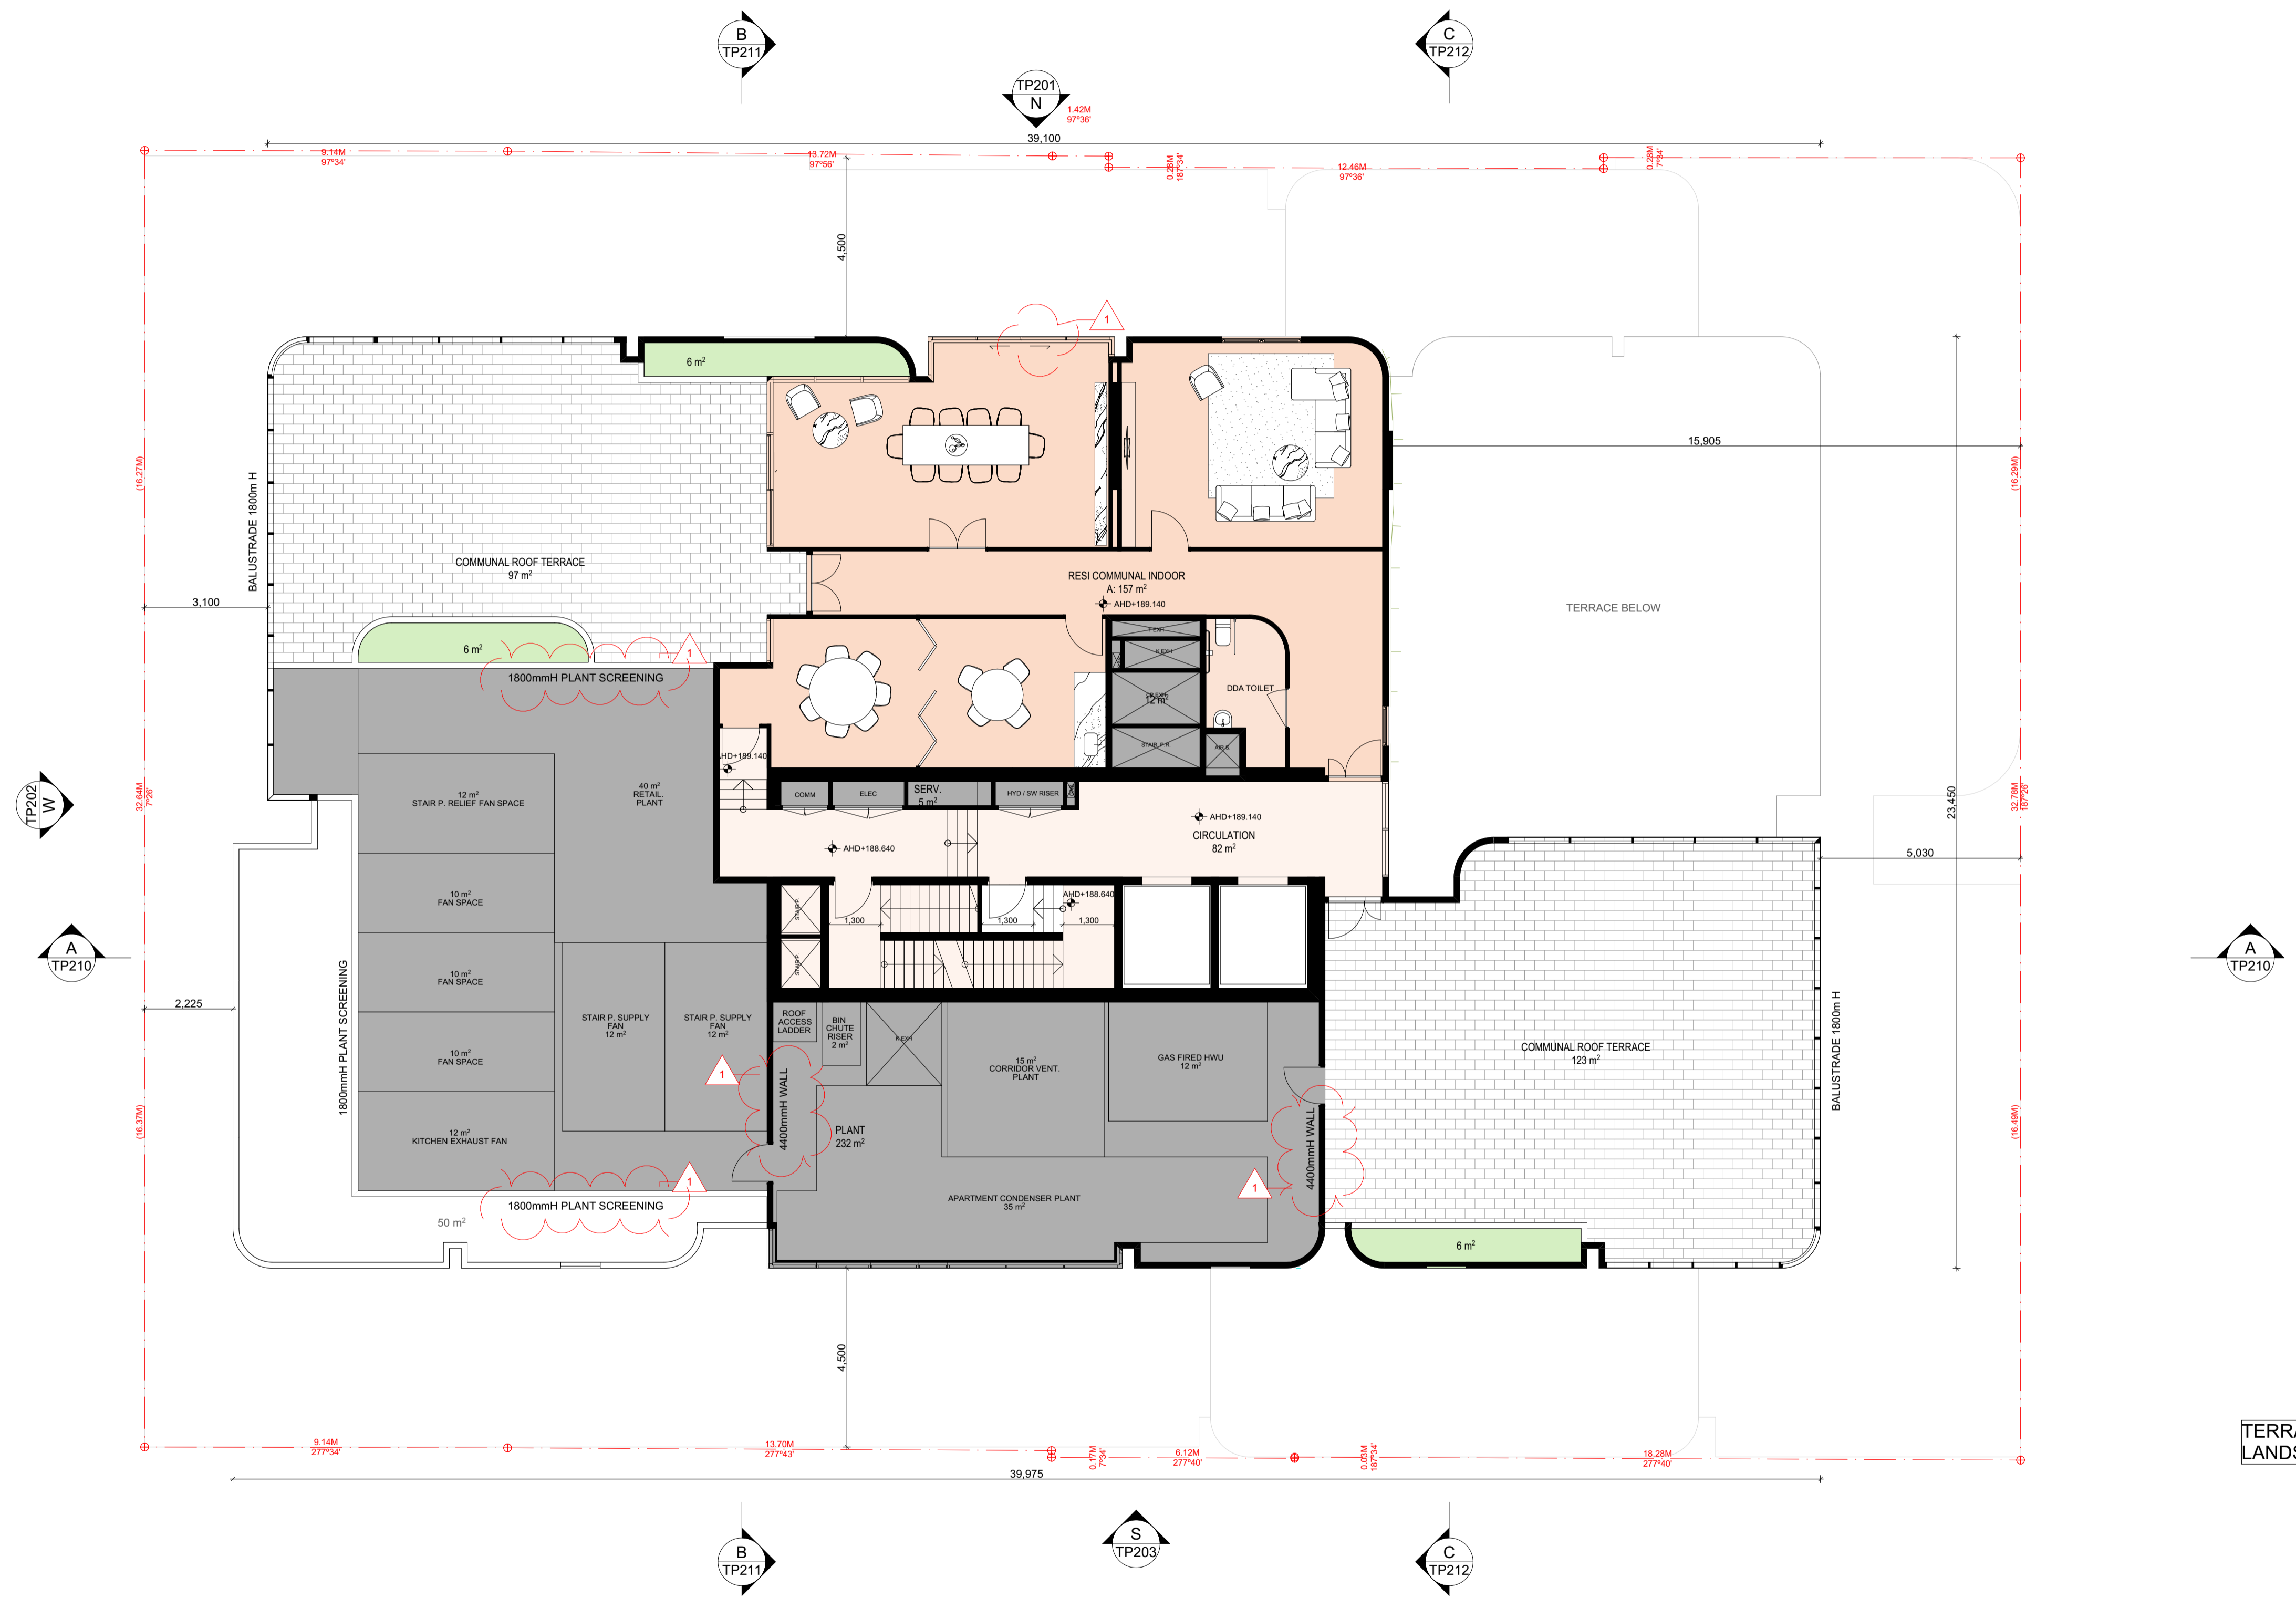 B
TP211
C
TP212
TP201
N
1.42M
97°36'
39,100
9.14M
97°34'
13.72M
97°56'
0.28M
187°34'
12.46M
97°36'
0.28M
7°34'
4,500
1
6 m²
(16.27M)
BALUSTRADE 1800m H
15,905
(16.29M)
COMMUNAL ROOF TERRACE
97 m²
RESI COMMUNAL INDOOR
A: 157 m²
AHD+189.140
3,100
TERRACE BELOW
6 m²
1
1800mmH PLANT SCREENING
T.EXH
K.EXH
12 m²
STAIR. P.R.
DDA TOILET
AIR S.
AHD+189.140
TP202
W
32.64M
7°26'
12 m²
STAIR P. RELIEF FAN SPACE
40 m²
RETAIL.
PLANT
COMM
ELEC
SERV.
5 m²
HYD / SW RISER
AHD+189.140
CIRCULATION
82 m²
AHD+188.640
23,450
32.78M
187°26'
5,030
10 m²
FAN SPACE
STAIR P.
AHD+188.640
1,300
1,300
1,300
A
TP210
10 m²
FAN SPACE
STAIR P.
A
TP210
2,225
1800mmH PLANT SCREENING
STAIR P. SUPPLY
FAN
12 m²
STAIR P. SUPPLY
FAN
12 m²
ROOF
ACCESS
LADDER
BIN
CHUTE
RISER
2 m²
K.EXH
15 m²
CORRIDOR VENT.
PLANT
GAS FIRED HWU
12 m²
COMMUNAL ROOF TERRACE
123 m²
BALUSTRADE 1800m H
10 m²
FAN SPACE
1
4400mmH WALL
(16.37M)
12 m²
KITCHEN EXHAUST FAN
PLANT
232 m²
4400mmH WALL
(16.49M)
1
1
1800mmH PLANT SCREENING
APARTMENT CONDENSER PLANT
35 m²
50 m²
6 m²
4,500
9.14M
277°34'
13.70M
277°43'
0.17M
7°34'
6.12M
277°40'
0.03M
187°34'
18.28M
277°40'
39,975
TERRA
LANDS
B
TP211
S
TP203
C
TP212